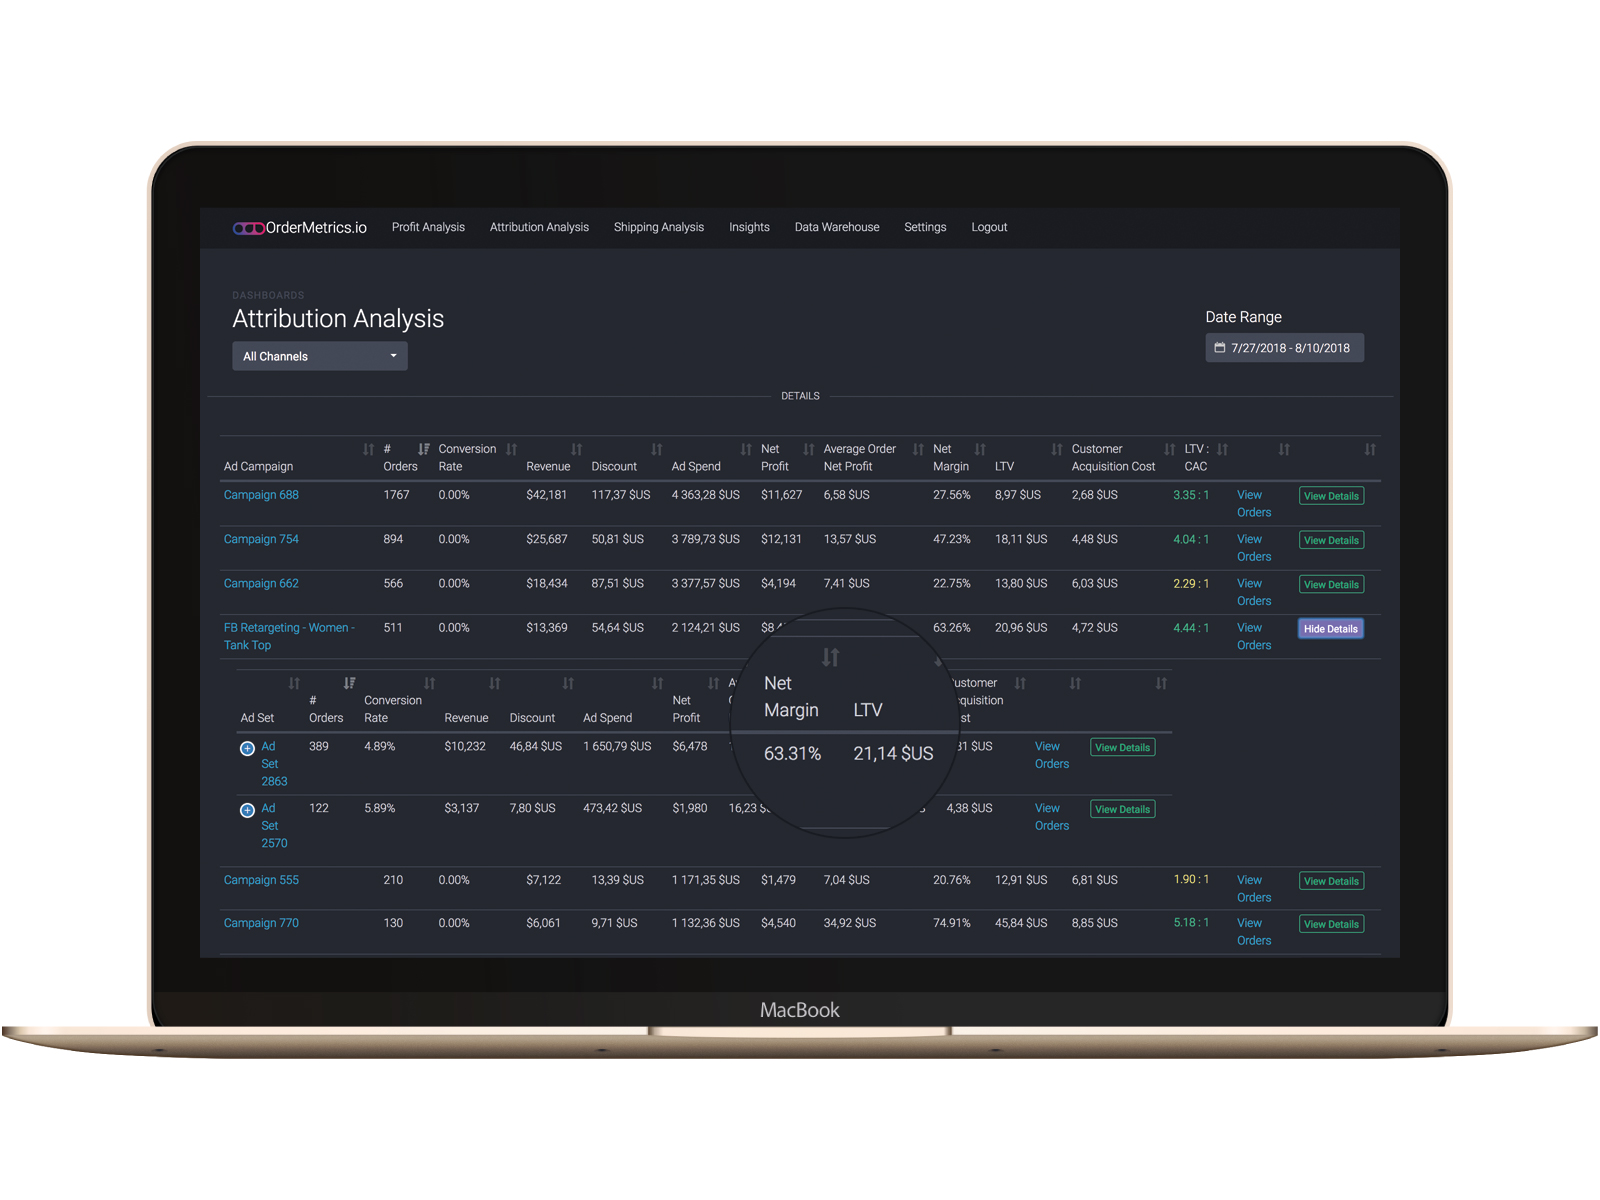 OrderMetrics.io Profit Analysis Attribution Analysis Shipping Analysis Insights Data Warehouse Settings Logout
DASHBOARDS
Attribution Analysis
All Channels
Date Range
7/27/2018 - 8/10/2018
DETAILS
Ad Campaign # Orders Conversion Rate Revenue Discount Ad Spend Net Profit Average Order Net Profit Net Margin LTV Customer Acquisition Cost LTV : CAC
Campaign 688 1767 0.00% $42,181 117,37 $US 4 363,28 $US $11,627 6,58 $US 27.56% 8,97 $US 2,68 $US 3.35 : 1 View Orders View Details
Campaign 754 894 0.00% $25,687 50,81 $US 3 789,73 $US $12,131 13,57 $US 47.23% 18,11 $US 4,48 $US 4.04 : 1 View Orders View Details
Campaign 662 566 0.00% $18,434 87,51 $US 3 377,57 $US $4,194 7,41 $US 22.75% 13,80 $US 6,03 $US 2.29 : 1 View Orders View Details
FB Retargeting - Women - Tank Top 511 0.00% $13,369 54,64 $US 2 124,21 $US 63.26% 20,96 $US 4,72 $US 4.44 : 1 View Orders Hide Details
Ad Set # Orders Conversion Rate Revenue Discount Ad Spend Net Profit Net Margin LTV
Ad Set 2863 389 4.89% $10,232 46,84 $US 1 650,79 $US $6,478 63.31% 21,14 $US View Orders View Details
Ad Set 2570 122 5.89% $3,137 7,80 $US 473,42 $US $1,980 16,23 4,38 $US View Orders View Details
Campaign 555 210 0.00% $7,122 13,39 $US 1 171,35 $US $1,479 7,04 $US 20.76% 12,91 $US 6,81 $US 1.90 : 1 View Orders View Details
Campaign 770 130 0.00% $6,061 9,71 $US 1 132,36 $US $4,540 34,92 $US 74.91% 45,84 $US 8,85 $US 5.18 : 1 View Orders View Details
MacBook